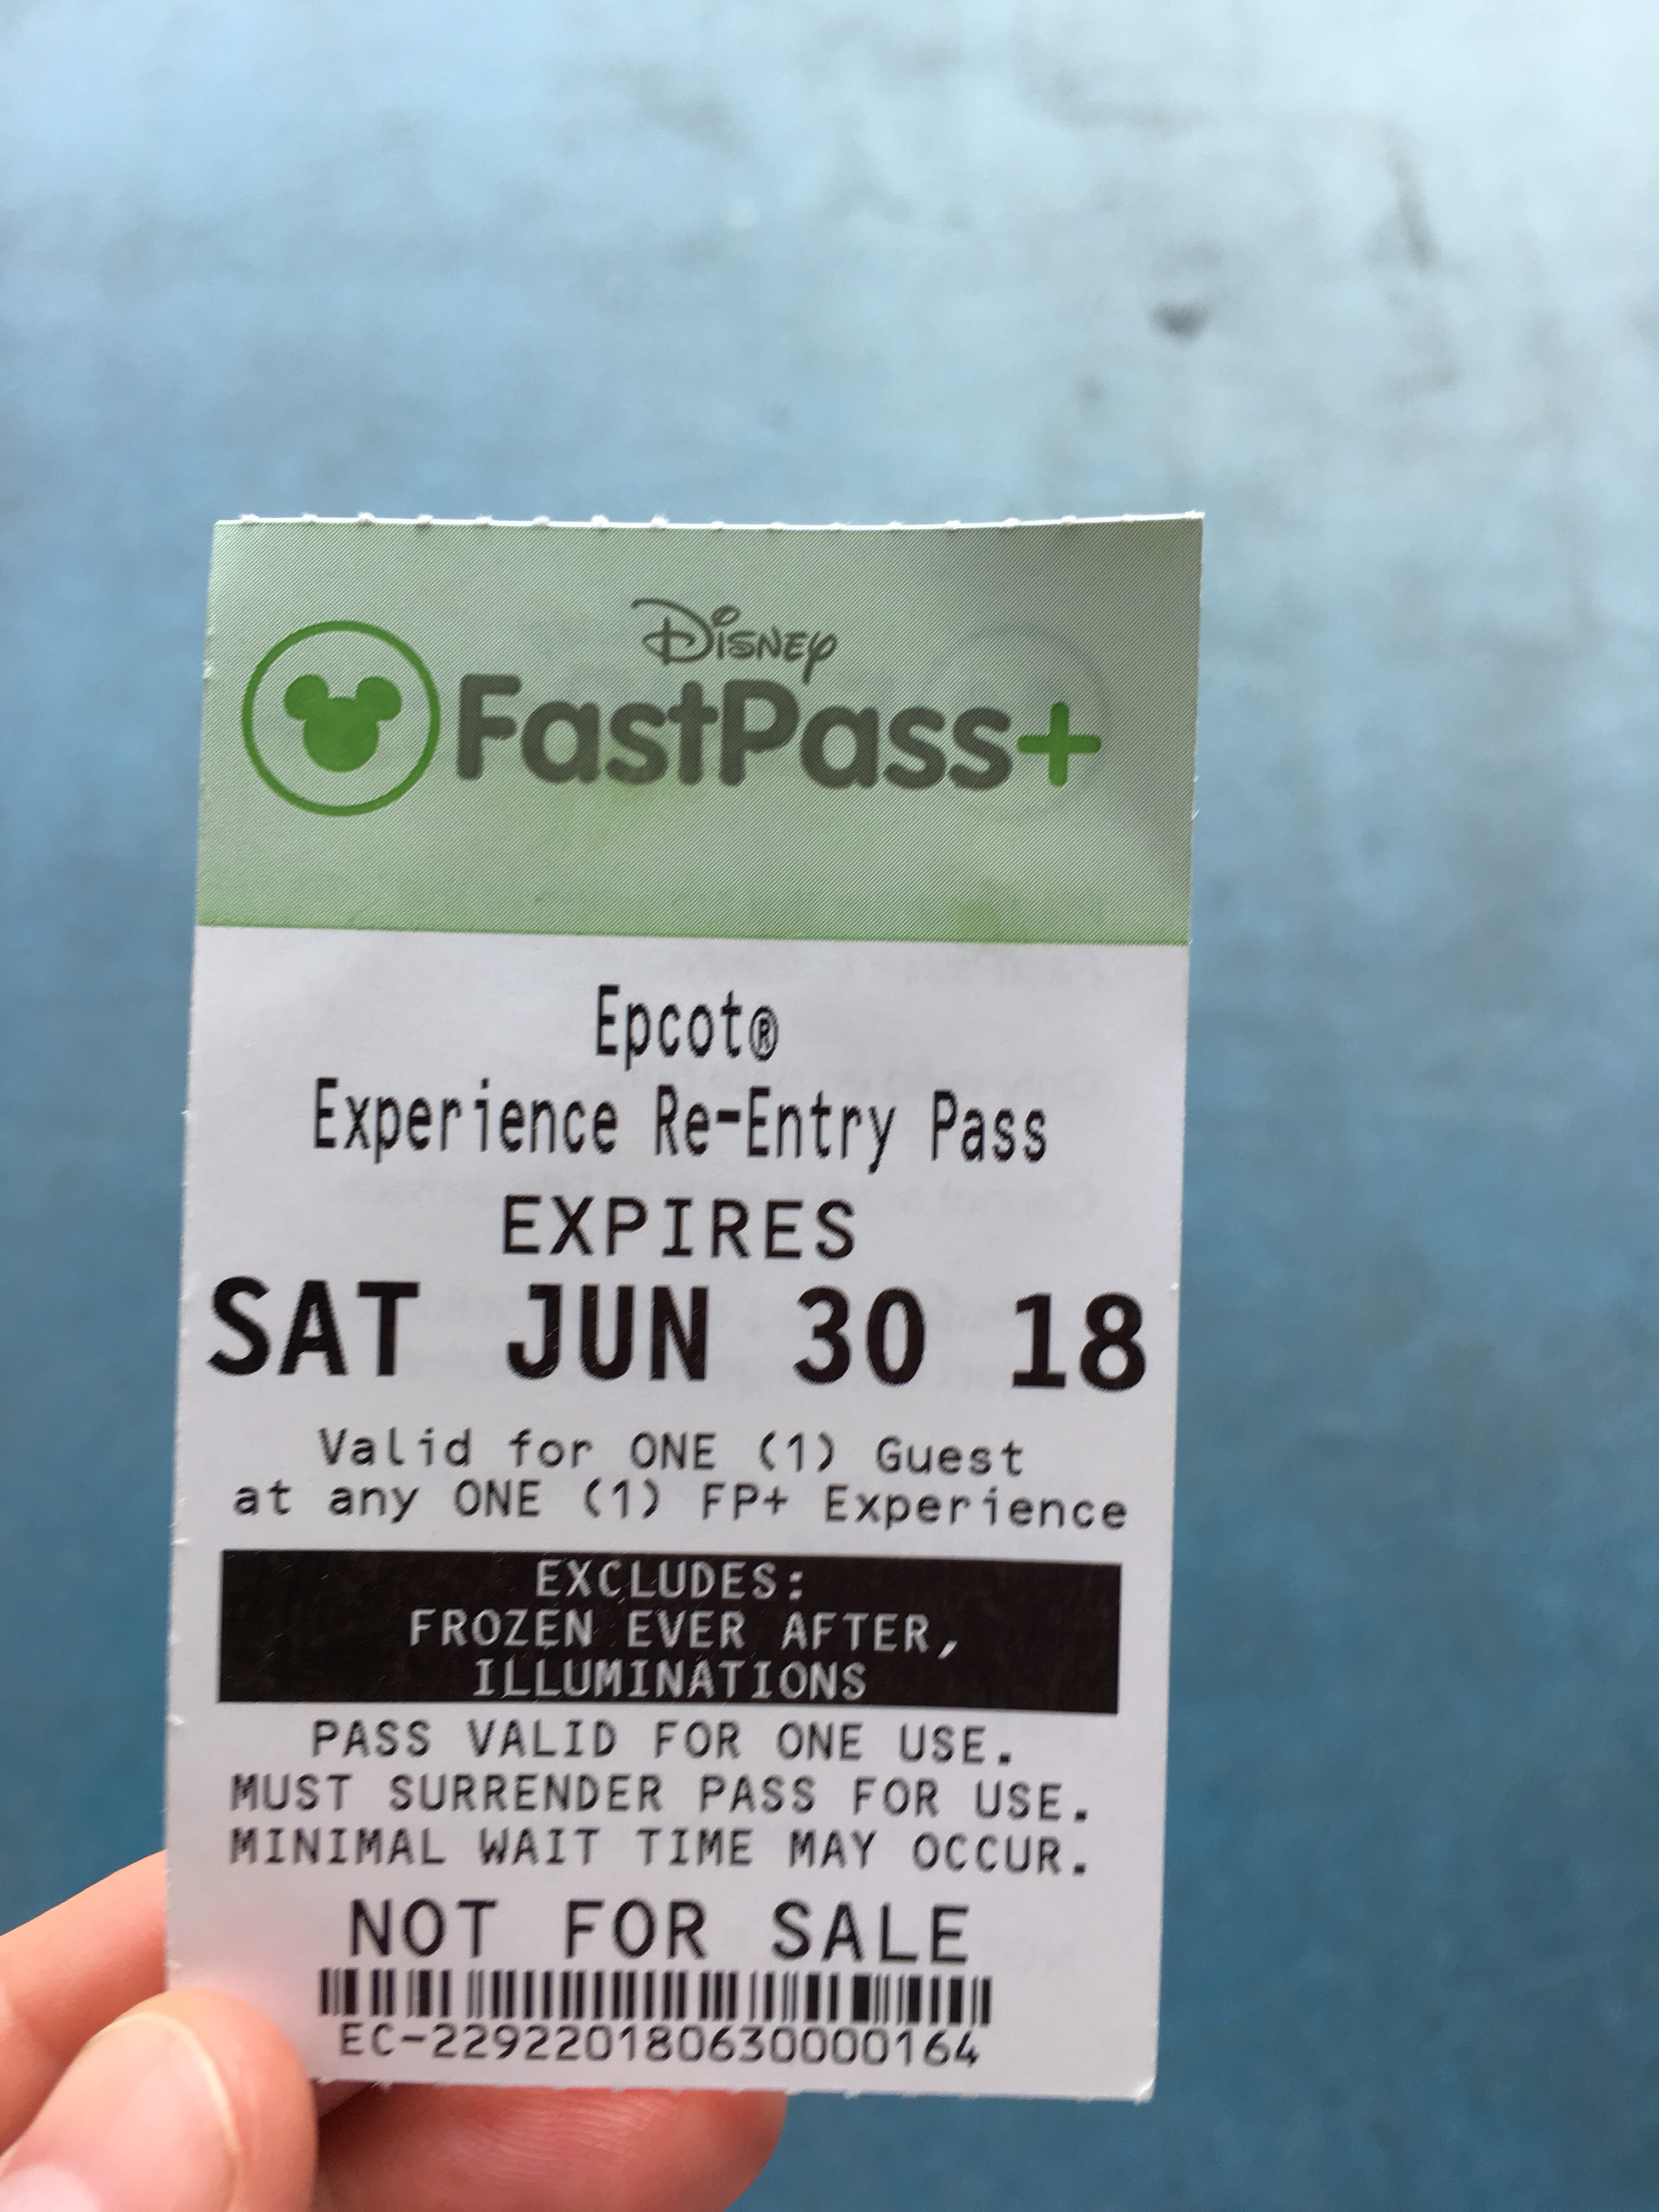 Disney
FastPass+
Epcot®
Experience Re-Entry Pass
EXPIRES
SAT JUN 30 18
Valid for ONE (1) Guest
at any ONE (1) FP+ Experience
EXCLUDES:
FROZEN EVER AFTER,
ILLUMINATIONS
PASS VALID FOR ONE USE.
MUST SURRENDER PASS FOR USE.
MINIMAL WAIT TIME MAY OCCUR.
NOT FOR SALE
EC-229220180630000164